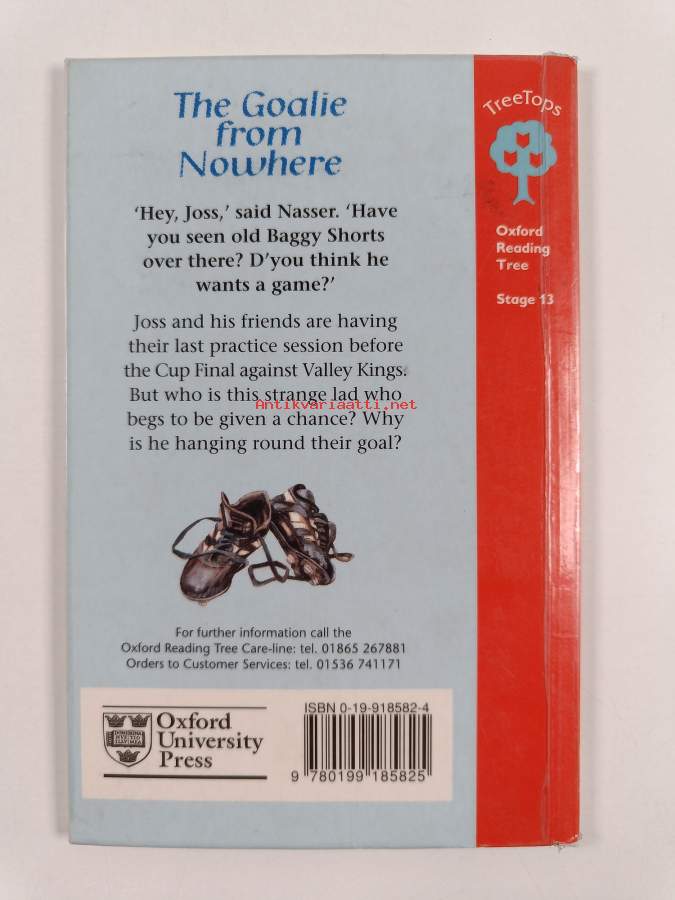 The Goalie
from
Nowhere
‘Hey, Joss,’ said Nasser. ‘Have
you seen old Baggy Shorts
over there? D’you think he
wants a game?’
Joss and his friends are having
their last practice session before
the Cup Final against Valley Kings.
But who is this strange lad who
Antikvariaatti.net
begs to be given a chance? Why
is he hanging round their goal?
For further information call the
Oxford Reading Tree Care-line: tel. 01865 267881
Orders to Customer Services: tel. 01536 741171
Oxford
University
Press
ISBN 0-19-918582-4
9 780199 185825
TreeTops
Oxford
Reading
Tree
Stage 13